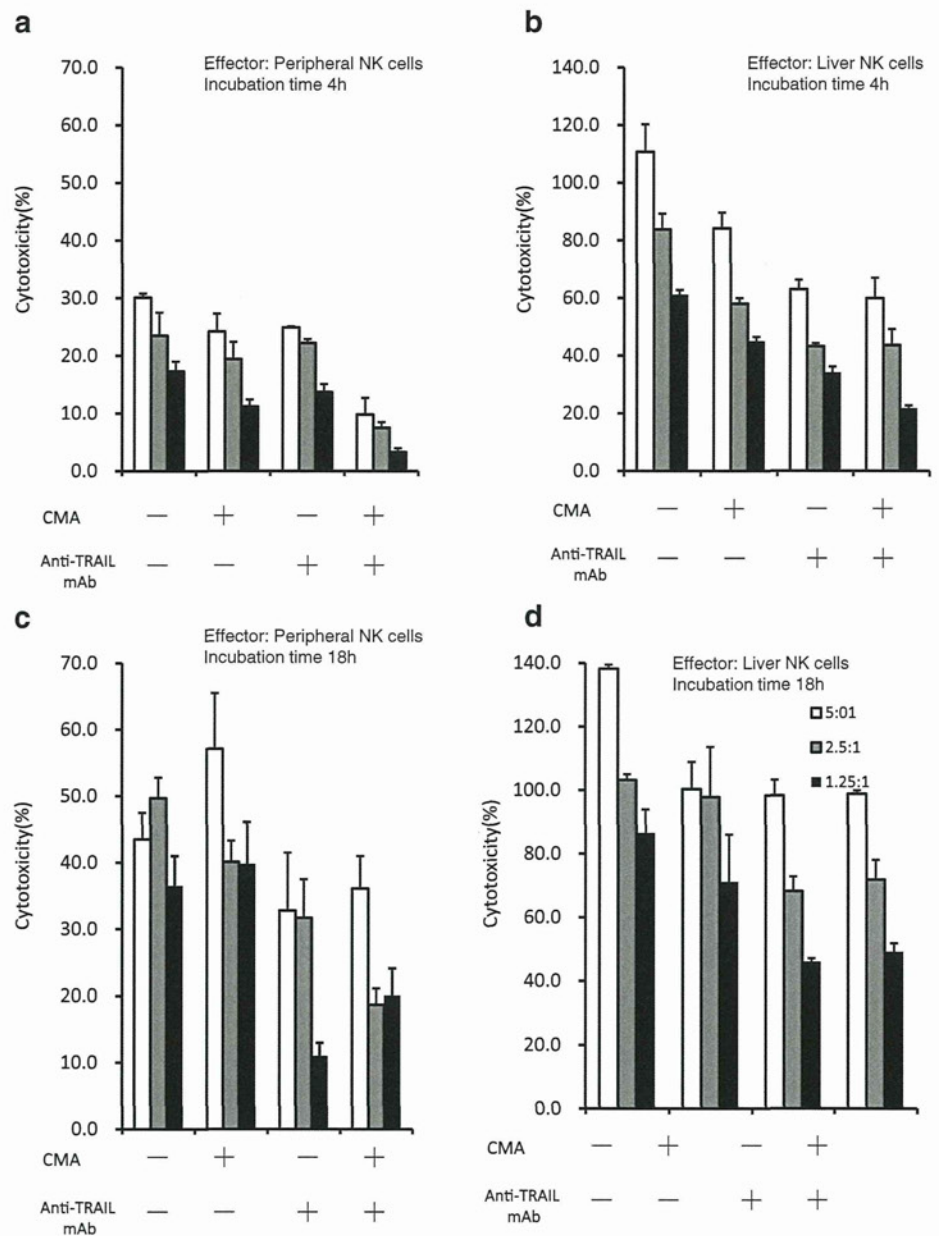 a
Effector: Peripheral NK cells
Incubation time 4h
70.0
60.0
50.0
40.0
30.0
20.0
10.0
0.0
Cytotoxicity(%)
CMA — + — +
Anti-TRAIL
mAb
— — + +
b
Effector: Liver NK cells
Incubation time 4h
140.0
120.0
100.0
80.0
60.0
40.0
20.0
0.0
Cytotoxicity(%)
CMA — + — +
Anti-TRAIL
mAb
— — + +
c
Effector: Peripheral NK cells
Incubation time 18h
70.0
60.0
50.0
40.0
30.0
20.0
10.0
0.0
Cytotoxicity(%)
CMA — + — +
Anti-TRAIL
mAb
— — + +
d
Effector: Liver NK cells
Incubation time 18h
5:01
2.5:1
1.25:1
140.0
120.0
100.0
80.0
60.0
40.0
20.0
0.0
Cytotoxicity(%)
CMA — + — +
Anti-TRAIL
mAb
— — + +